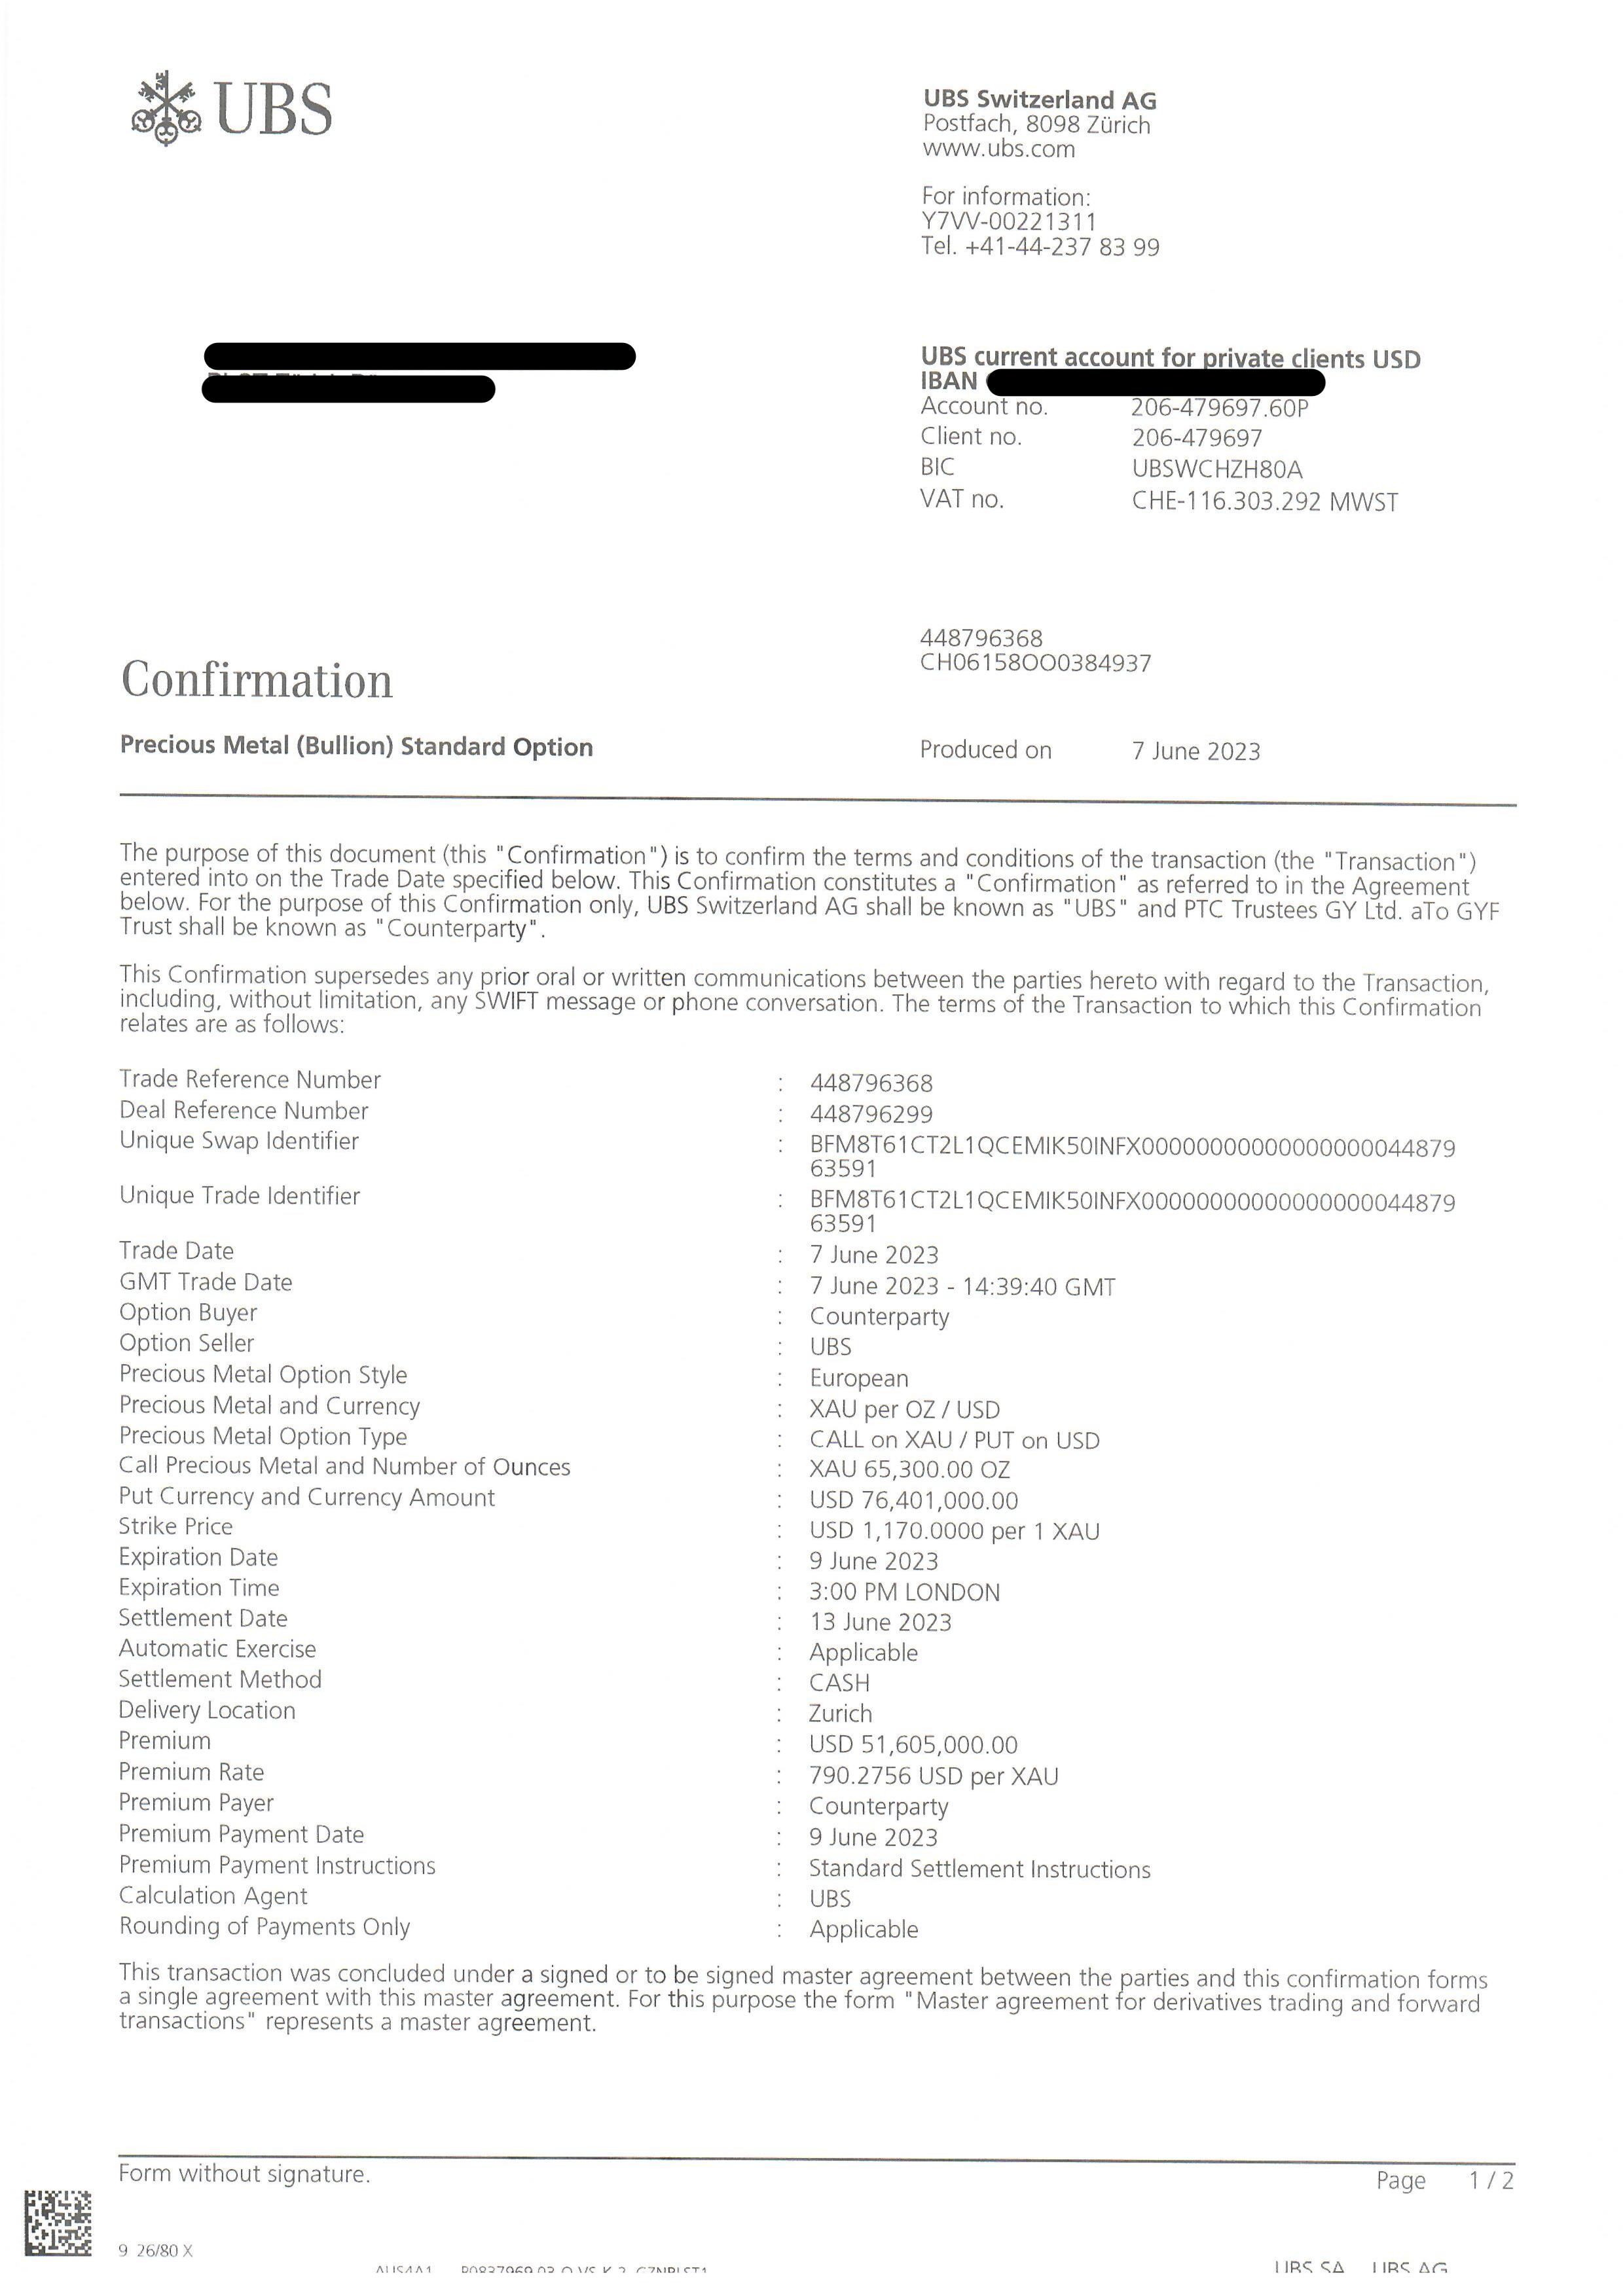 UBS
UBS Switzerland AG
Postfach, 8098 Zürich
www.ubs.com
For information:
Y7VV-00221311
Tel. +41-44-237 83 99
UBS current account for private clients USD
IBAN
Account no. 206-479697.60P
Client no. 206-479697
BIC UBSWCHZH80A
VAT no. CHE-116.303.292 MWST
448796368
CH06158OO0384937
Confirmation
Precious Metal (Bullion) Standard Option
Produced on 7 June 2023
The purpose of this document (this "Confirmation") is to confirm the terms and conditions of the transaction (the "Transaction")
entered into on the Trade Date specified below. This Confirmation constitutes a "Confirmation" as referred to in the Agreement
below. For the purpose of this Confirmation only, UBS Switzerland AG shall be known as "UBS" and PTC Trustees GY Ltd. aTo GYF
Trust shall be known as "Counterparty".
This Confirmation supersedes any prior oral or written communications between the parties hereto with regard to the Transaction,
including, without limitation, any SWIFT message or phone conversation. The terms of the Transaction to which this Confirmation
relates are as follows:
Trade Reference Number : 448796368
Deal Reference Number : 448796299
Unique Swap Identifier : BFM8T61CT2L1QCEMIK50INFX000000000000000000044879
63591
Unique Trade Identifier : BFM8T61CT2L1QCEMIK50INFX000000000000000000044879
63591
Trade Date : 7 June 2023
GMT Trade Date : 7 June 2023 - 14:39:40 GMT
Option Buyer : Counterparty
Option Seller : UBS
Precious Metal Option Style : European
Precious Metal and Currency : XAU per OZ / USD
Precious Metal Option Type : CALL on XAU / PUT on USD
Call Precious Metal and Number of Ounces : XAU 65,300.00 OZ
Put Currency and Currency Amount : USD 76,401,000.00
Strike Price : USD 1,170.0000 per 1 XAU
Expiration Date : 9 June 2023
Expiration Time : 3:00 PM LONDON
Settlement Date : 13 June 2023
Automatic Exercise : Applicable
Settlement Method : CASH
Delivery Location : Zurich
Premium : USD 51,605,000.00
Premium Rate : 790.2756 USD per XAU
Premium Payer : Counterparty
Premium Payment Date : 9 June 2023
Premium Payment Instructions : Standard Settlement Instructions
Calculation Agent : UBS
Rounding of Payments Only : Applicable
This transaction was concluded under a signed or to be signed master agreement between the parties and this confirmation forms
a single agreement with this master agreement. For this purpose the form "Master agreement for derivatives trading and forward
transactions" represents a master agreement.
Form without signature.
Page 1 / 2
9 26/80 X
UBS SA UBS AG